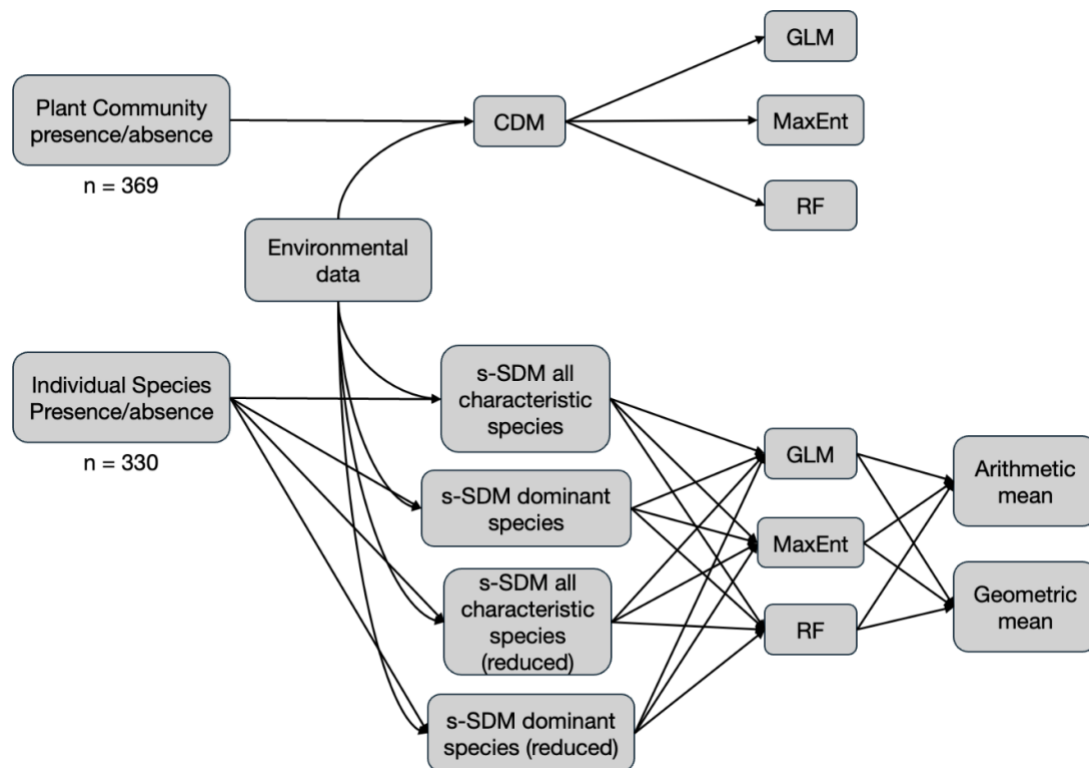 GLM
Plant Community
presence/absence
CDM
MaxEnt
n = 369
RF
Environmental
data
Individual Species
Presence/absence
n = 330
s-SDM all
characteristic
species
s-SDM dominant
species
s-SDM all
characteristic
species
(reduced)
s-SDM dominant
species (reduced)
GLM
MaxEnt
RF
Arithmetic
mean
Geometric
mean